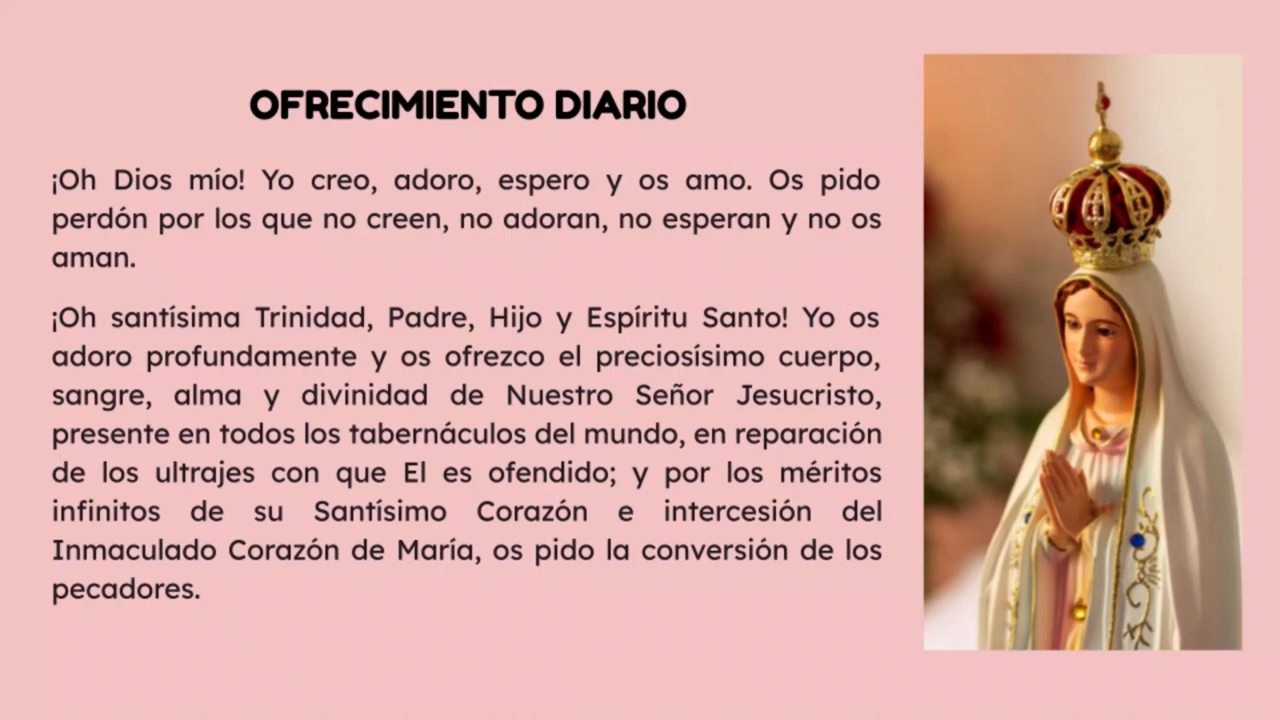 OFRECIMIENTO DIARIO
¡Oh Dios mío! Yo creo, adoro, espero y os amo. Os pido
perdón por los que no creen, no adoran, no esperan y no os
aman.
¡Oh santísima Trinidad, Padre, Hijo y Espíritu Santo! Yo os
adoro profundamente y os ofrezco el preciosísimo cuerpo,
sangre, alma y divinidad de Nuestro Señor Jesucristo,
presente en todos los tabernáculos del mundo, en reparación
de los ultrajes con que El es ofendido; y por los méritos
infinitos de su Santísimo Corazón e intercesión del
Inmaculado Corazón de María, os pido la conversión de los
pecadores.